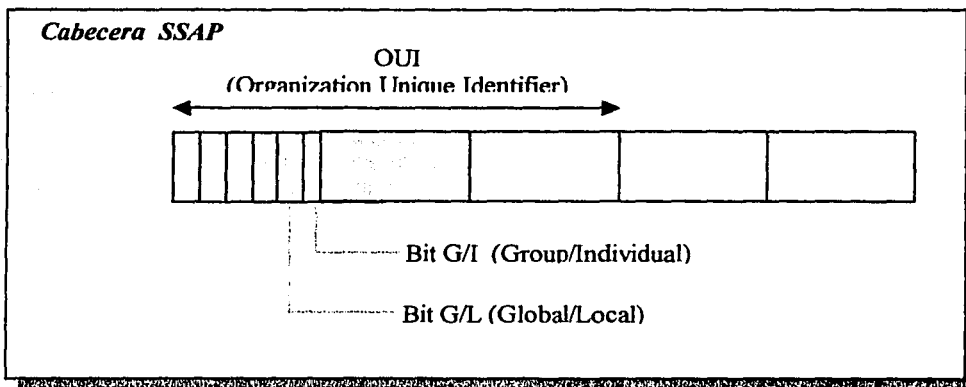 Cabecera SSAP
OUI
(Organization Unique Identifier)
Bit G/I (Group/Individual)
Bit G/L (Global/Local)